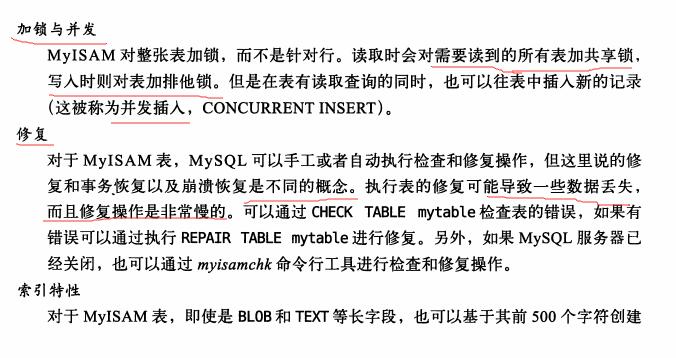 加锁与并发
MyISAM 对整张表加锁，而不是针对行。读取时会对需要读到的所有表加共享锁，
写入时则对表加排他锁。但是在表有读取查询的同时，也可以往表中插入新的记录
（这被称为并发插入，CONCURRENT INSERT）。
修复
对于 MyISAM 表，MySQL 可以手工或者自动执行检查和修复操作，但这里说的修
复和事务恢复以及崩溃恢复是不同的概念。执行表的修复可能导致一些数据丢失，
而且修复操作是非常慢的。可以通过 CHECK TABLE mytable 检查表的错误，如果有
错误可以通过执行 REPAIR TABLE mytable 进行修复。另外，如果 MySQL 服务器已
经关闭，也可以通过 myisamchk 命令行工具进行检查和修复操作。
索引特性
对于 MyISAM 表，即使是 BLOB 和 TEXT 等长字段，也可以基于其前 500 个字符创建